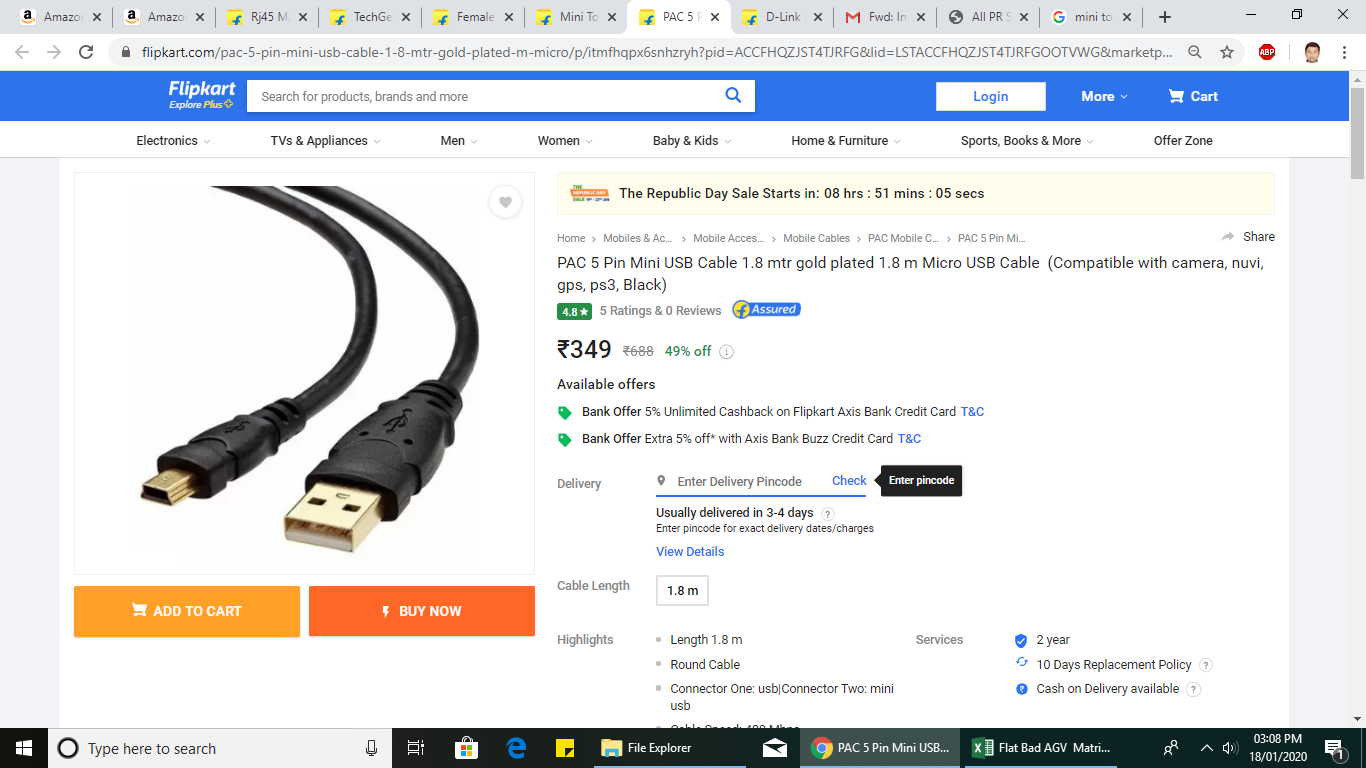 Amazon
Amazon
Rj45 Ma
TechGe
Female
Mini To
PAC 5 P
D-Link
Fwd: In
All PR S
mini to
flipkart.com/pac-5-pin-mini-usb-cable-1-8-mtr-gold-plated-m-micro/p/itmfhqpx6snhzryh?pid=ACCFHQZJST4TJRFG&lid=LSTACCFHQZJST4TJRFGOOTVWG&marketp...
ABP
Flipkart
Explore Plus
Search for products, brands and more
Login
More
Cart
Electronics
TVs & Appliances
Men
Women
Baby & Kids
Home & Furniture
Sports, Books & More
Offer Zone
THE REPUBLIC DAY SALE
The Republic Day Sale Starts in: 08 hrs : 51 mins : 05 secs
Home > Mobiles & Ac... > Mobile Acces... > Mobile Cables > PAC Mobile C... > PAC 5 Pin Mi...
Share
PAC 5 Pin Mini USB Cable 1.8 mtr gold plated 1.8 m Micro USB Cable (Compatible with camera, nuvi,
gps, ps3, Black)
4.8★ 5 Ratings & 0 Reviews Assured
₹349 ₹688 49% off
Available offers
Bank Offer 5% Unlimited Cashback on Flipkart Axis Bank Credit Card T&C
Bank Offer Extra 5% off* with Axis Bank Buzz Credit Card T&C
Delivery
Enter Delivery Pincode
Check
Enter pincode
Usually delivered in 3-4 days ?
Enter pincode for exact delivery dates/charges
View Details
Cable Length
1.8 m
ADD TO CART
BUY NOW
Highlights
Length 1.8 m
Round Cable
Connector One: usb|Connector Two: mini
usb
Cable Speed: 480 Mbps
Services
2 year
10 Days Replacement Policy ?
Cash on Delivery available ?
Type here to search
File Explorer
PAC 5 Pin Mini USB...
Flat Bad AGV Matri...
03:08 PM
18/01/2020
1